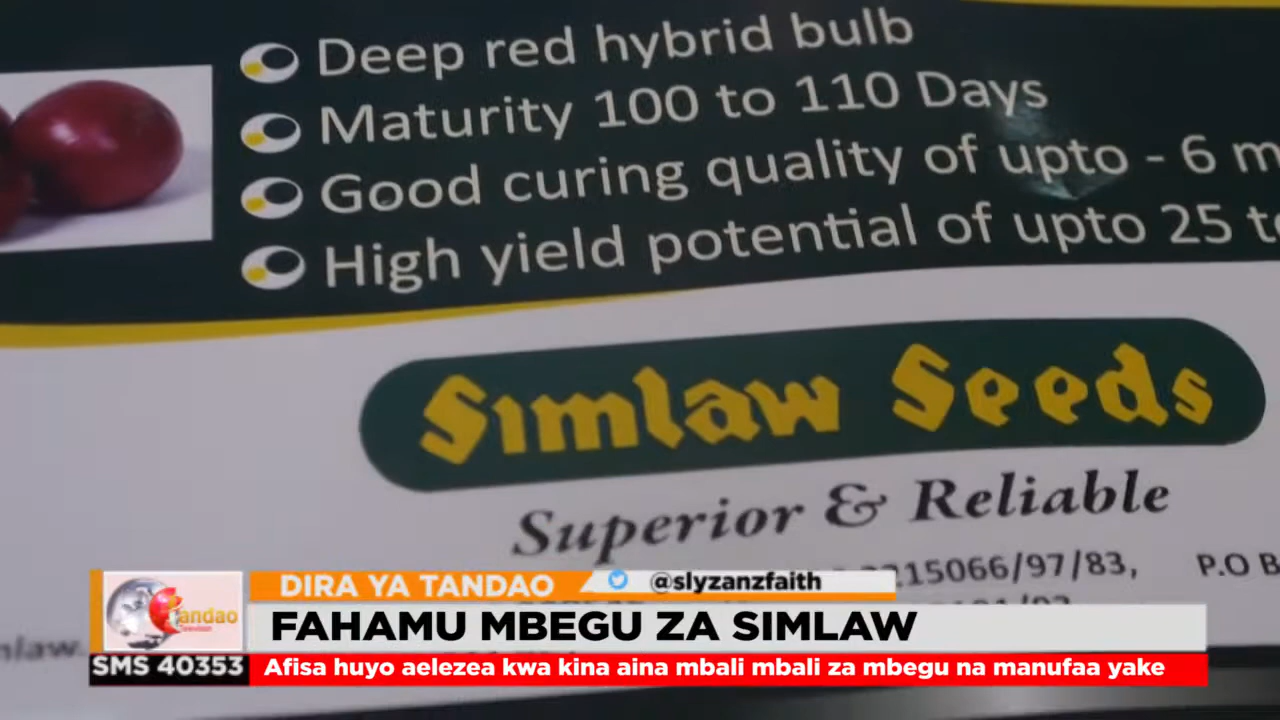 Deep red hybrid bulb
Maturity 100 to 110 Days
Good curing quality of upto - 6 m
High yield potential of upto 25 to
Simlaw Seeds
Superior & Reliable
15066/97/83, P.O B
DIRA YA TANDAO @slyzanzfaith
Tandao
FAHAMU MBEGU ZA SIMLAW
SMS 40353 Afisa huyo aelezea kwa kina aina mbali mbali za mbegu na manufaa yake